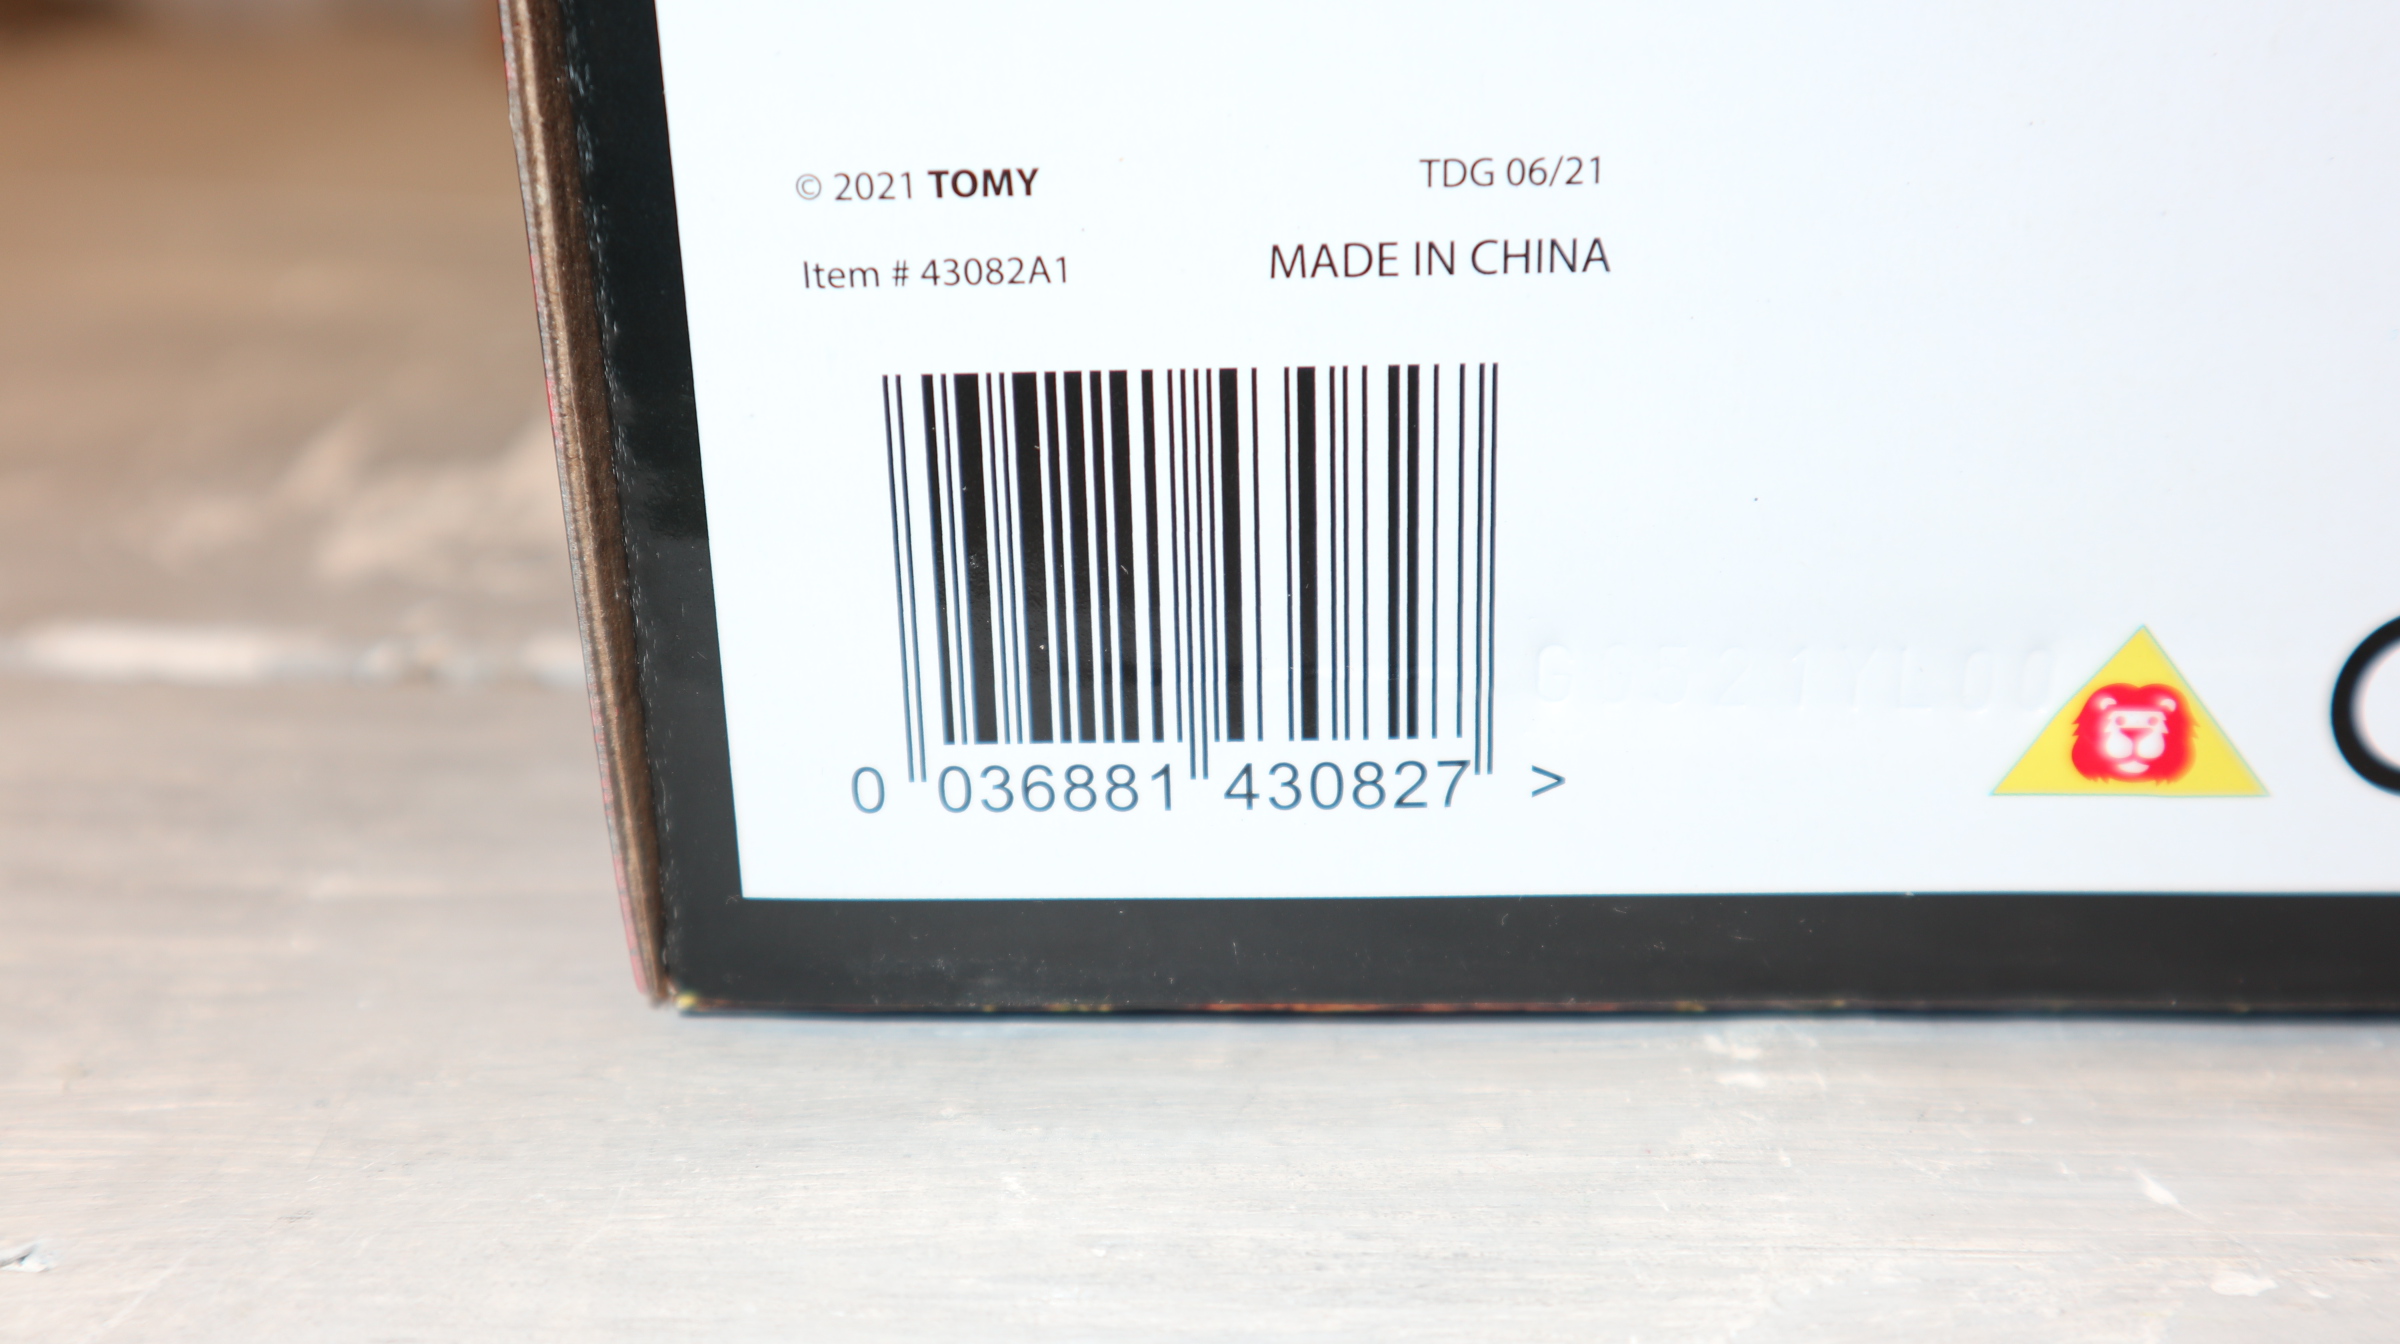 © 2021 TOMY
TDG 06/21
Item # 43082A1
MADE IN CHINA
0 036881 430827 >